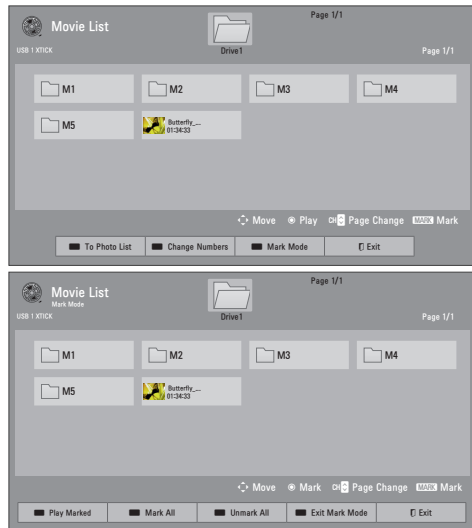 Page 1/1
Movie List
USB 1 XTICK
Drive1
Page 1/1
M1 M2 M3 M4
M5 Butterfly_...
01:34:33
Move Play CH Page Change MARK Mark
To Photo List Change Numbers Mark Mode Exit
Page 1/1
Movie List
Mark Mode
USB 1 XTICK
Drive1
Page 1/1
M1 M2 M3 M4
M5 Butterfly_...
01:34:33
Move Mark CH Page Change MARK Mark
Play Marked Mark All Unmark All Exit Mark Mode Exit